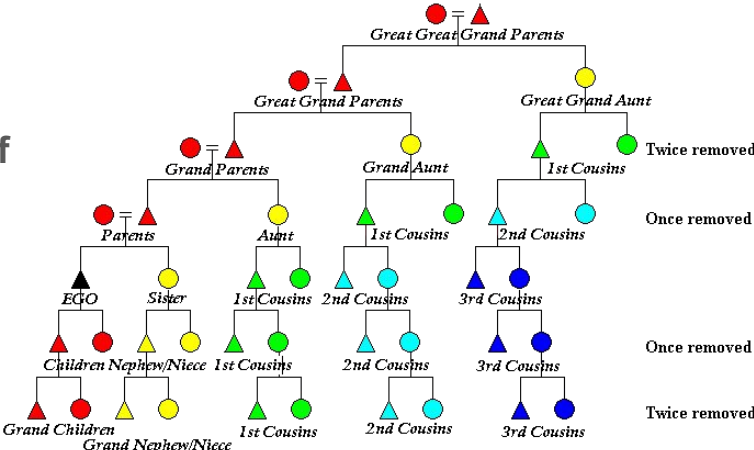 Great Great Grand Parents
Great Grand Parents
Great Grand Aunt
f
Grand Parents
Grand Aunt
1st Cousins
Twice removed
Parents
Aunt
1st Cousins
2nd Cousins
Once removed
EGO
Sister
1st Cousins
2nd Cousins
3rd Cousins
Children
Nephew/Niece
1st Cousins
2nd Cousins
3rd Cousins
Once removed
Grand Children
Grand Nephew/Niece
1st Cousins
2nd Cousins
3rd Cousins
Twice removed